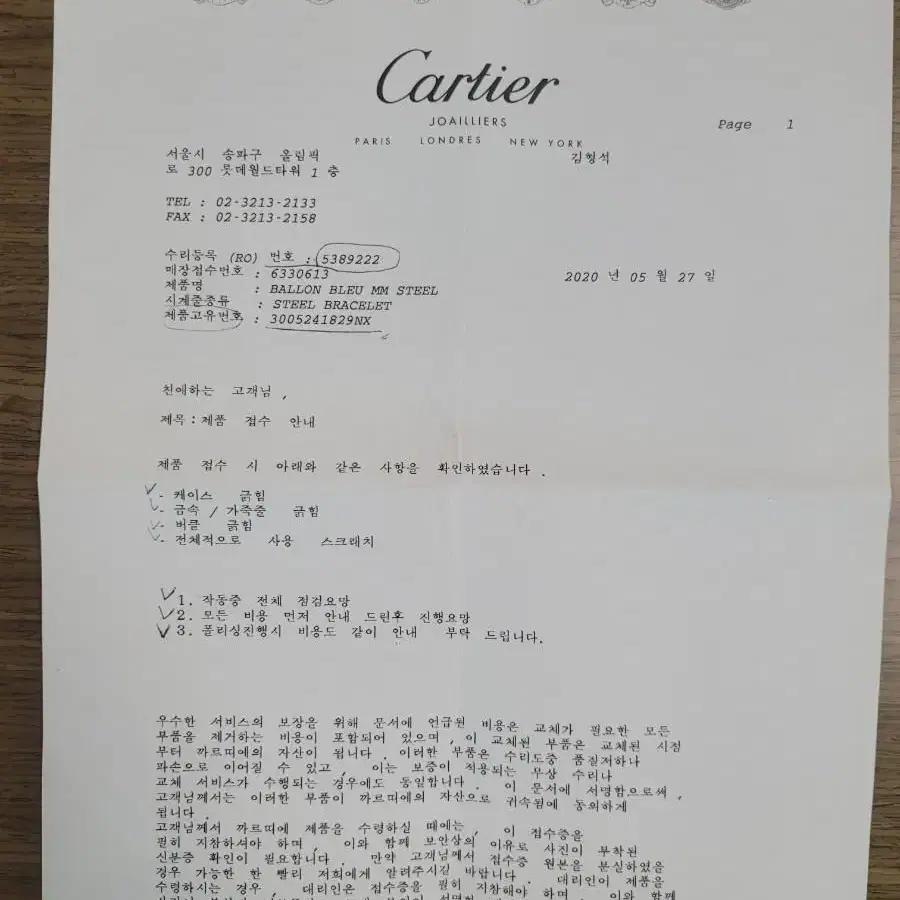 Cartier
JOAILLIERS
PARIS LONDRES NEW YORK
Page 1
서울시 송파구 올림픽
로 300 롯데월드타워 1 층
김형석
TEL : 02-3213-2133
FAX : 02-3213-2158
수리등록 (RO) 번호 : 5389222
매장접수번호 : 6330613
2020 년 05 월 27 일
제품명 : BALLON BLEU MM STEEL
시계줄종류 : STEEL BRACELET
제품고유번호 : 3005241829NX
친애하는 고객님 ,
제목 : 제품 접수 안내
제품 접수 시 아래와 같은 사항을 확인하였습니다 .
- 케이스 긁힘
- 금속 / 가죽줄 긁힘
- 버클 긁힘
- 전체적으로 사용 스크래치
1. 작동중 전체 점검요망
2. 모든 비용 먼저 안내 드린후 진행요망
3. 폴리싱진행시 비용도 같이 안내 부탁 드립니다.
우수한 서비스의 보장을 위해 문서에 언급된 비용은 교체가 필요한 모든
부품을 제거하는 비용이 포함되어 있으며 , 이 교체된 부품은 교체된 시점
부터 까르띠에의 자산이 됩니다 . 이러한 부품은 수리도중 품질저하나
파손으로 이어질 수 있고 , 이는 보증이 적용되는 무상 수리나
교체 서비스가 수행되는 경우에도 동일합니다 . 이 문서에 서명함으로써 ,
고객님께서는 이러한 부품이 까르띠에의 자산으로 귀속됨에 동의하게
됩니다 .
고객님께서 까르띠에 제품을 수령하실 때에는 , 이 접수증을
필히 지참하셔야 하며 , 이와 함께 보안상의 이유로 사진이 부착된
신분증 확인이 필요합니다 . 만약 고객님께서 접수증 원본을 분실하였을
경우 가능한 한 빨리 저희에게 알려주시길 바랍니다 . 대리인이 제품을
수령하시는 경우 , 대리인은 접수증을 필히 지참해야 하며 , 이와 함께